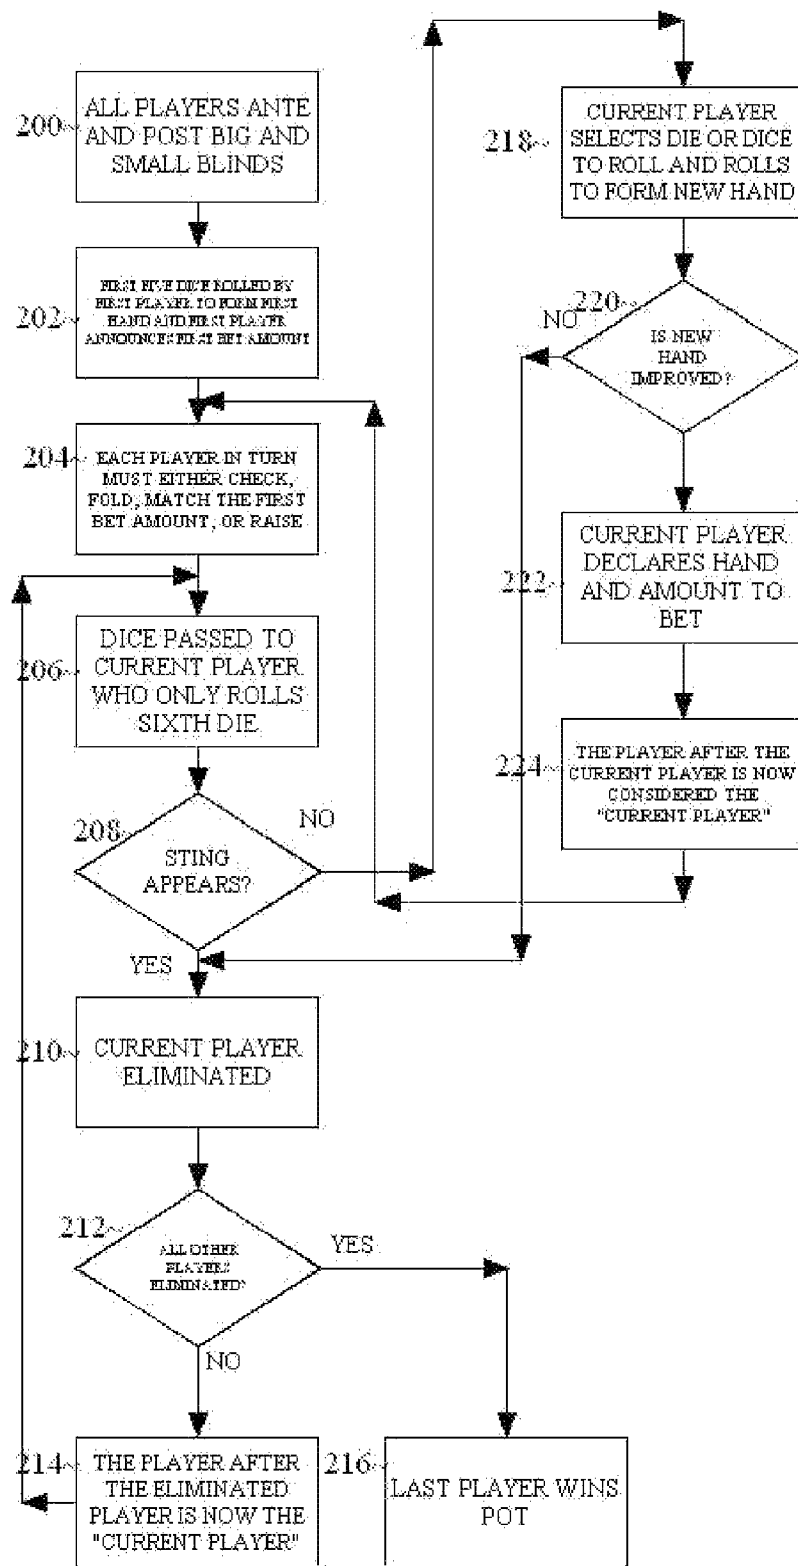 200
ALL PLAYERS ANTE
AND POST BIG AND
SMALL BLINDS
202
FIRST FIVE DICE ROLLED BY
FIRST PLAYER TO FORM FIRST
HAND AND FIRST PLAYER
ANNOUNCES FIRST BET AMOUNT
204
EACH PLAYER IN TURN
MUST EITHER CHECK,
FOLD, MATCH THE FIRST
BET AMOUNT, OR RAISE
206
DICE PASSED TO
CURRENT PLAYER
WHO ONLY ROLLS
SIXTH DIE
208
STING
APPEARS?
NO
YES
210
CURRENT PLAYER
ELIMINATED
212
ALL OTHER
PLAYERS
ELIMINATED?
YES
NO
214
THE PLAYER AFTER
THE ELIMINATED
PLAYER IS NOW THE
"CURRENT PLAYER"
216
LAST PLAYER WINS
POT
218
CURRENT PLAYER
SELECTS DIE OR DICE
TO ROLL AND ROLLS
TO FORM NEW HAND
220
NO
IS NEW
HAND
IMPROVED?
222
CURRENT PLAYER
DECLARES HAND
AND AMOUNT TO
BET
224
THE PLAYER AFTER THE
CURRENT PLAYER IS NOW
CONSIDERED THE
"CURRENT PLAYER"